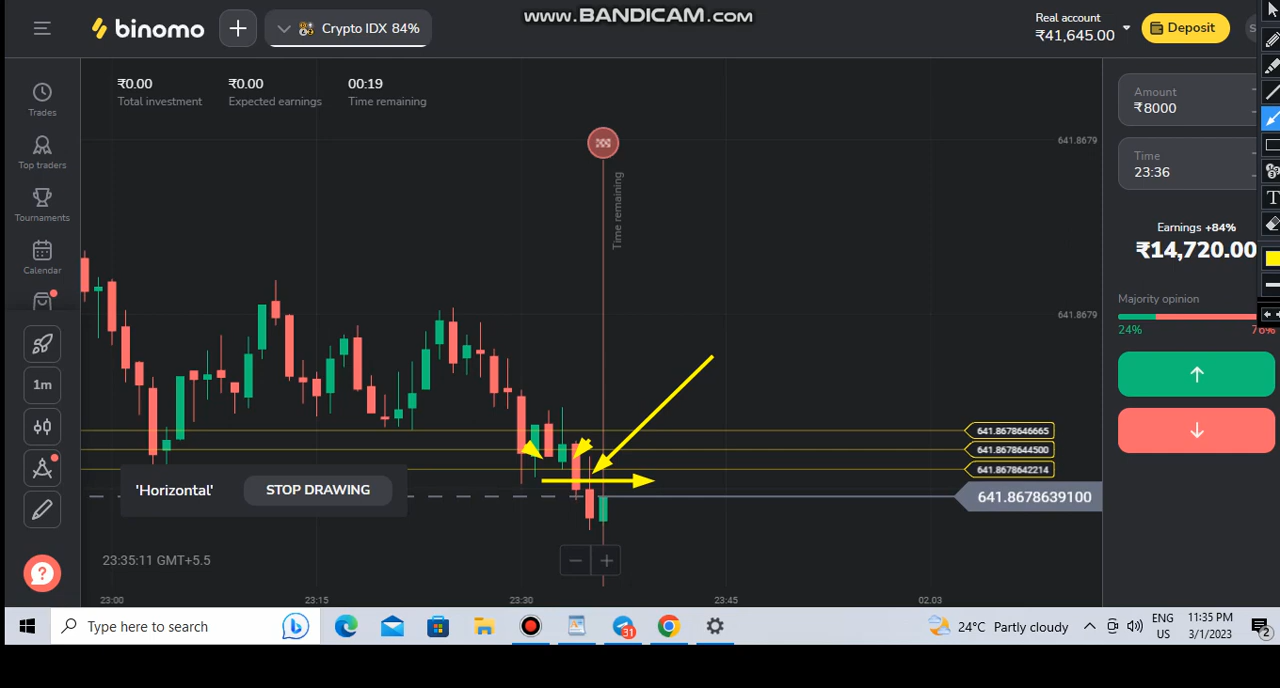 www.BANDICAM.com
binomo
+
Crypto IDX 84%
Real account
₹41,645.00
Deposit
₹0.00
Total investment
₹0.00
Expected earnings
00:19
Time remaining
Trades
Top traders
Tournaments
Calendar
1m
Time remaining
641.8679
641.8679
641.8678646665
641.8678644500
641.8678642214
641.8678639100
'Horizontal'
STOP DRAWING
23:35:11 GMT+5.5
23:00
23:15
23:30
23:45
02.03
Amount
₹8000
Time
23:36
Earnings +84%
₹14,720.00
Majority opinion
24%
76%
T
Type here to search
31
24°C Partly cloudy
ENG
US
11:35 PM
3/1/2023
2